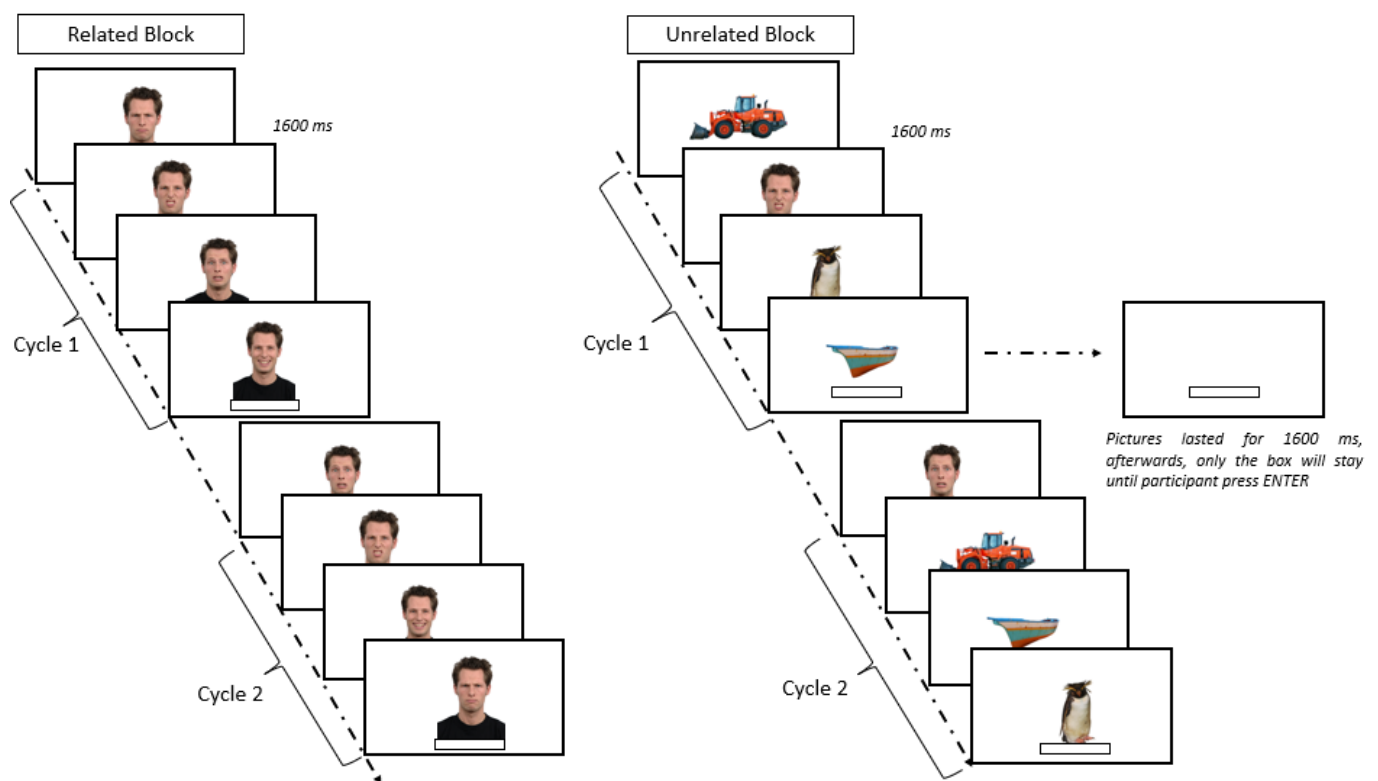 Related Block
1600 ms
Cycle 1
Cycle 2
Unrelated Block
1600 ms
Cycle 1
Pictures lasted for 1600 ms,
afterwards, only the box will stay
until participant press ENTER
Cycle 2